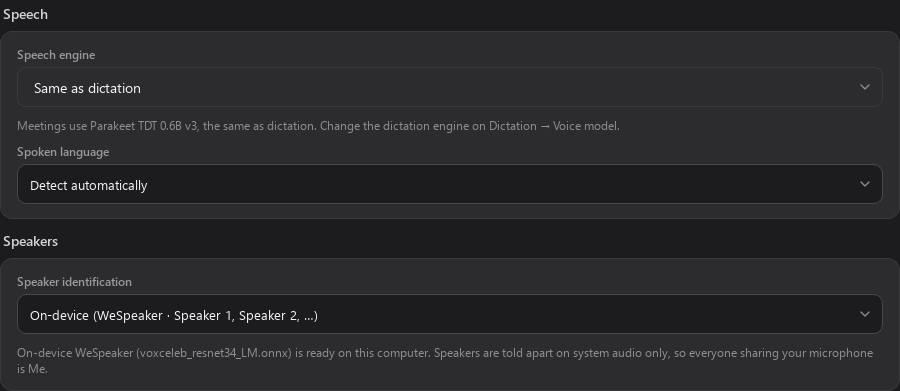 Speech
Speech engine
Same as dictation
Meetings use Parakeet TDT 0.6B v3, the same as dictation. Change the dictation engine on Dictation → Voice model.
Spoken language
Detect automatically
Speakers
Speaker identification
On-device (WeSpeaker · Speaker 1, Speaker 2, ...)
On-device WeSpeaker (voxceleb_resnet34_LM.onnx) is ready on this computer. Speakers are told apart on system audio only, so everyone sharing your microphone
is Me.